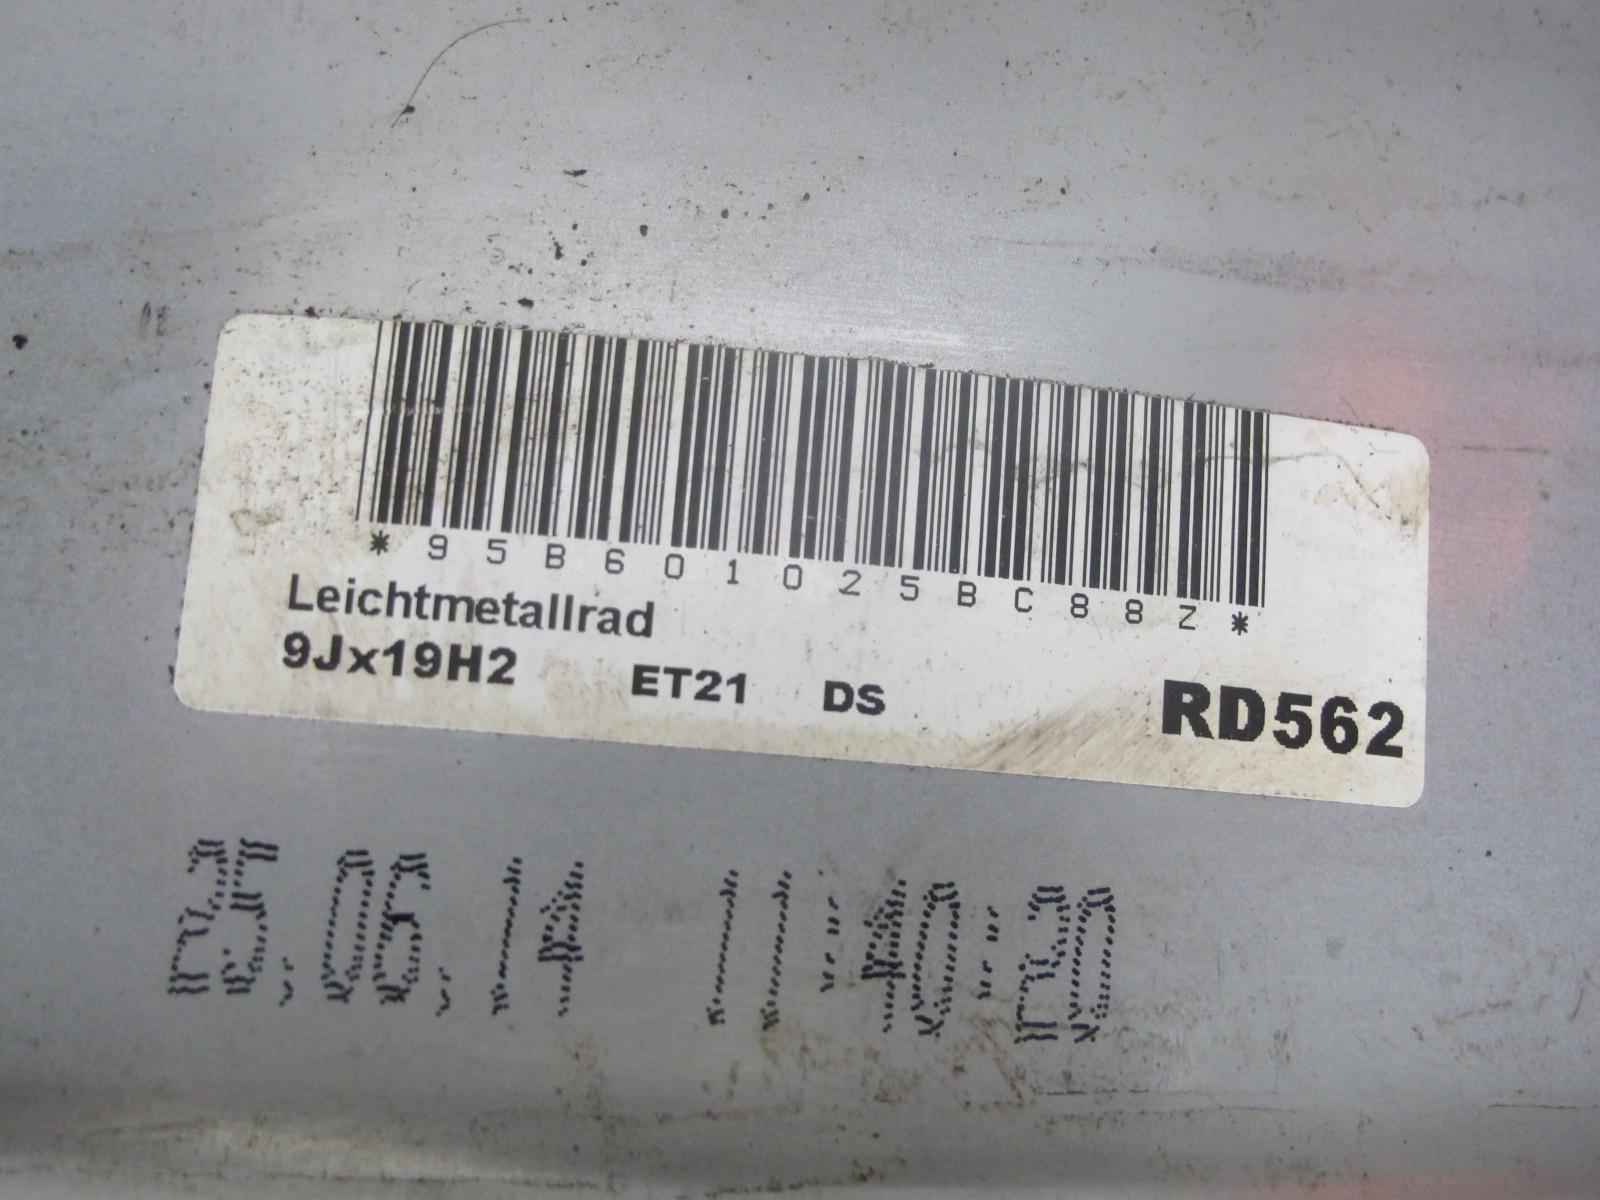 *95B601025BC88Z*
Leichtmetallrad
9Jx19H2 ET21 DS RD562
25.06.14 11:40:20